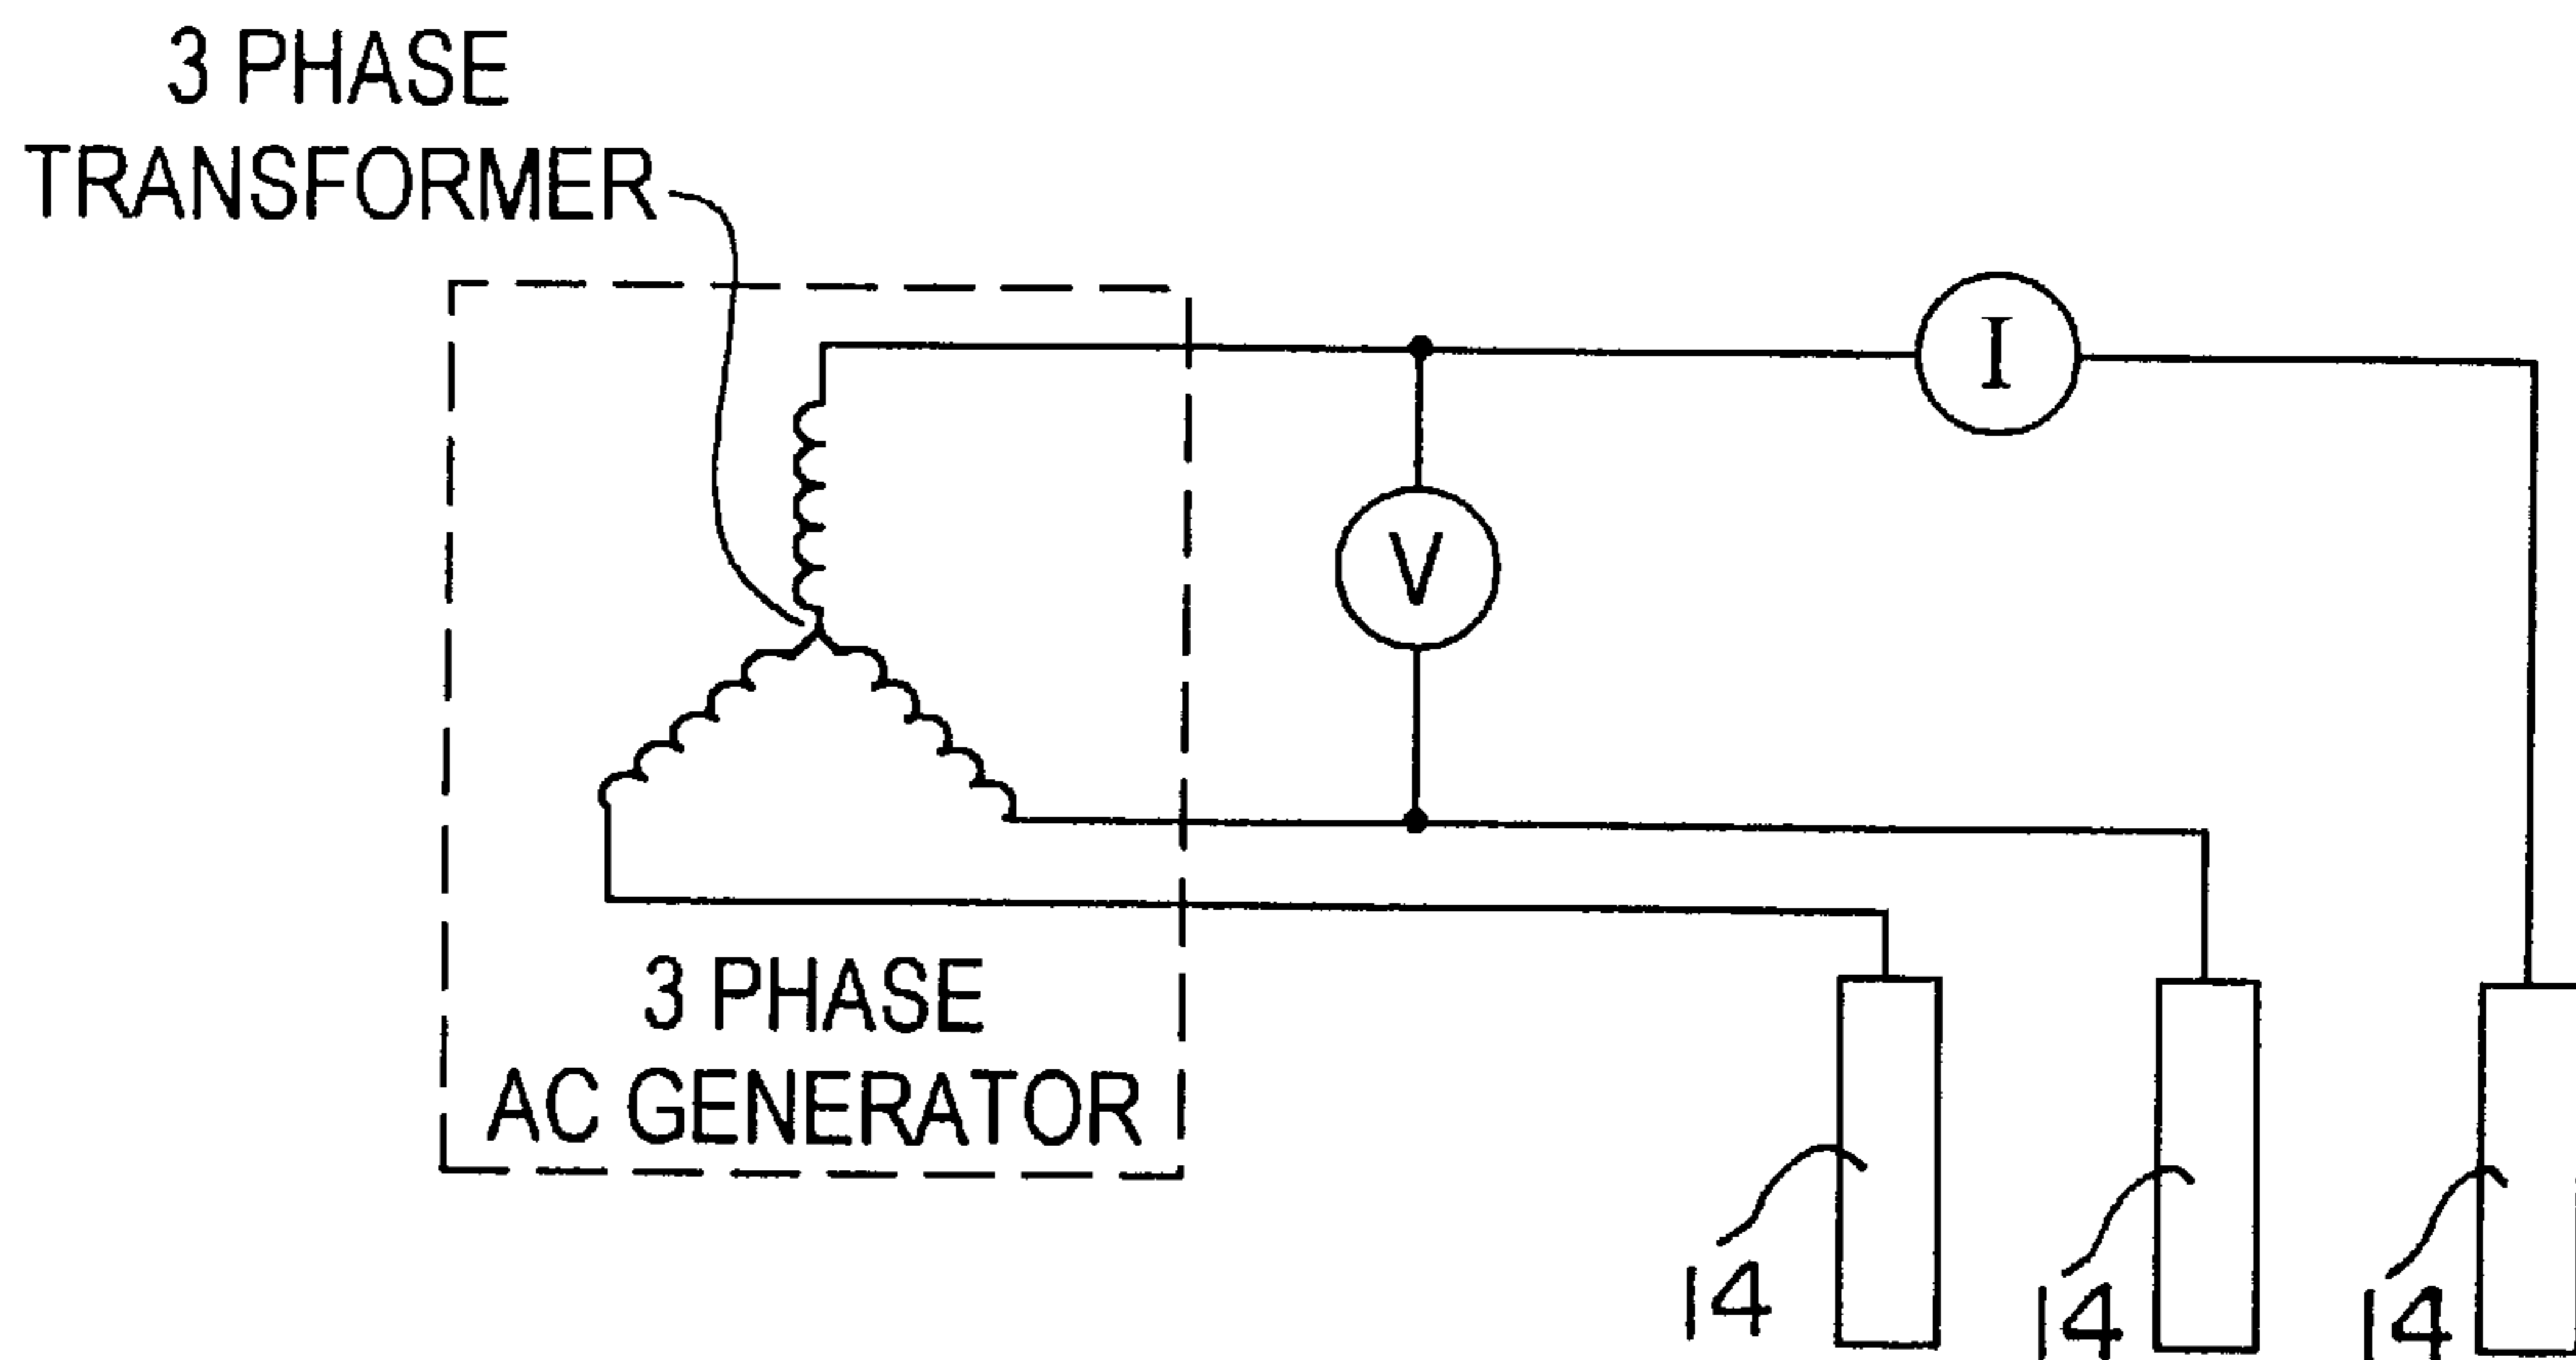 3 PHASE
TRANSFORMER
I
V
3 PHASE
AC GENERATOR
14
14
14